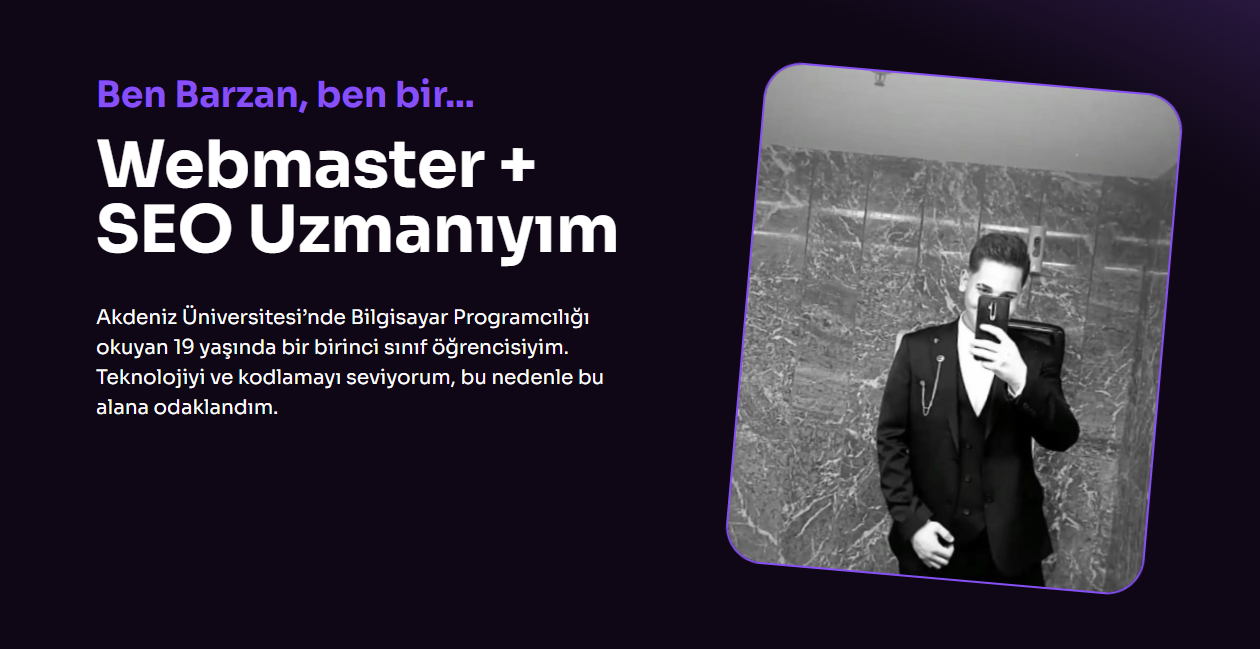 Ben Barzan, ben bir...
Webmaster +
SEO Uzmanıyım
Akdeniz Üniversitesi’nde Bilgisayar Programcılığı
okuyan 19 yaşında bir birinci sınıf öğrencisiyim.
Teknolojiyi ve kodlamayı seviyorum, bu nedenle bu
alana odaklandım.